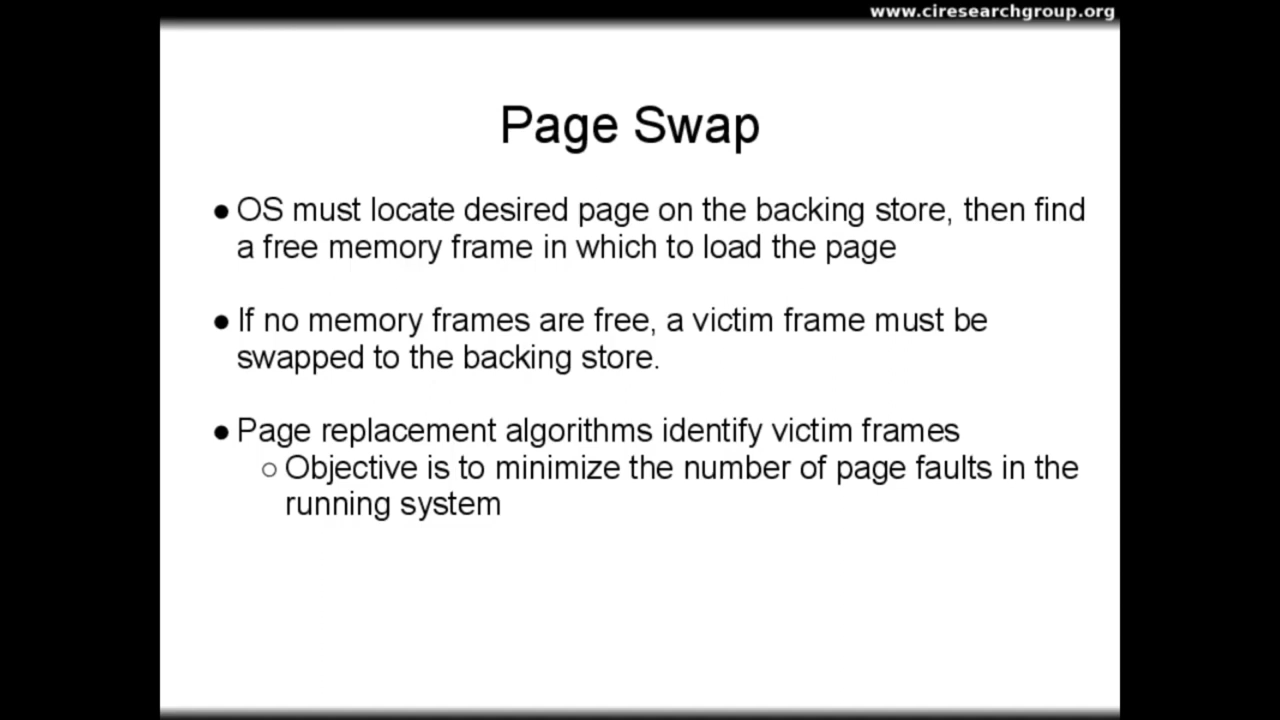 www.ciresearchgroup.org
Page Swap
● OS must locate desired page on the backing store, then find
a free memory frame in which to load the page
● If no memory frames are free, a victim frame must be
swapped to the backing store.
● Page replacement algorithms identify victim frames
○ Objective is to minimize the number of page faults in the
running system